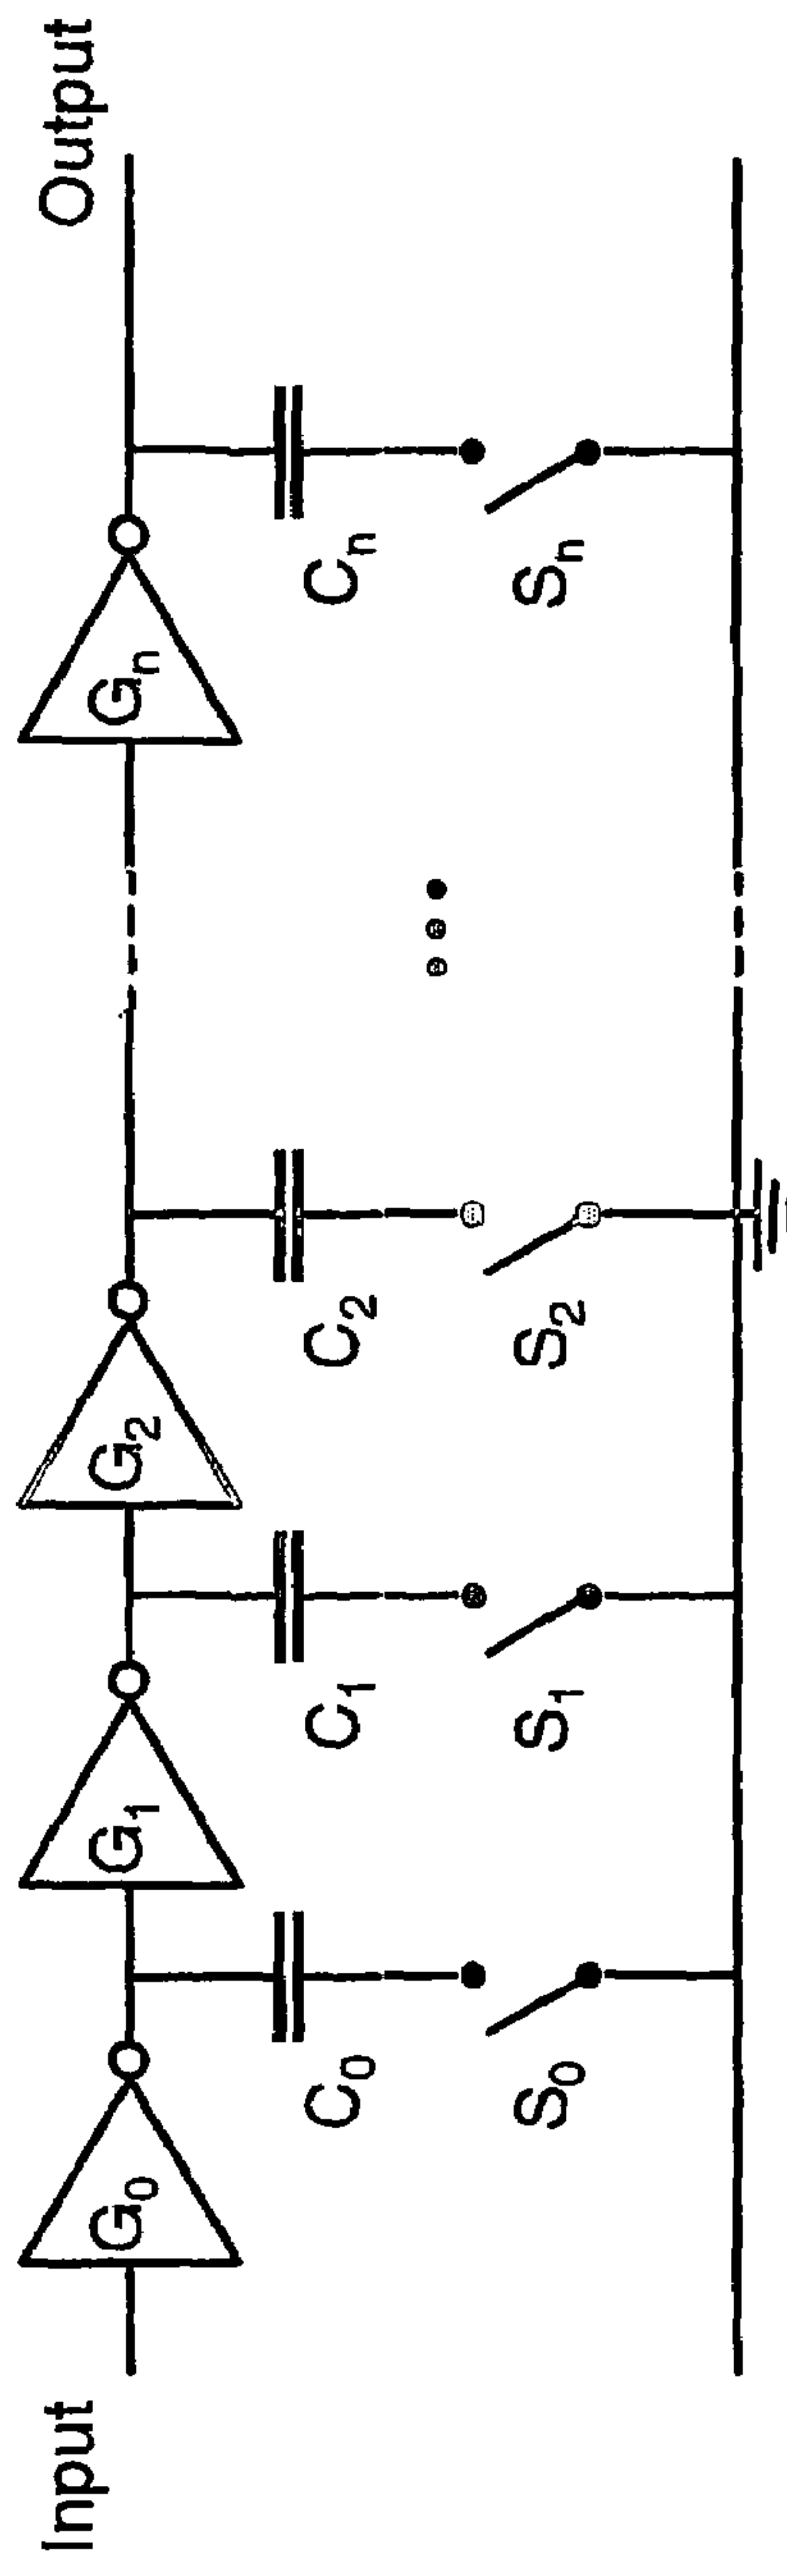 Input
Output
G₀
G₁
G₂
Gₙ
C₀
C₁
C₂
Cₙ
S₀
S₁
S₂
Sₙ